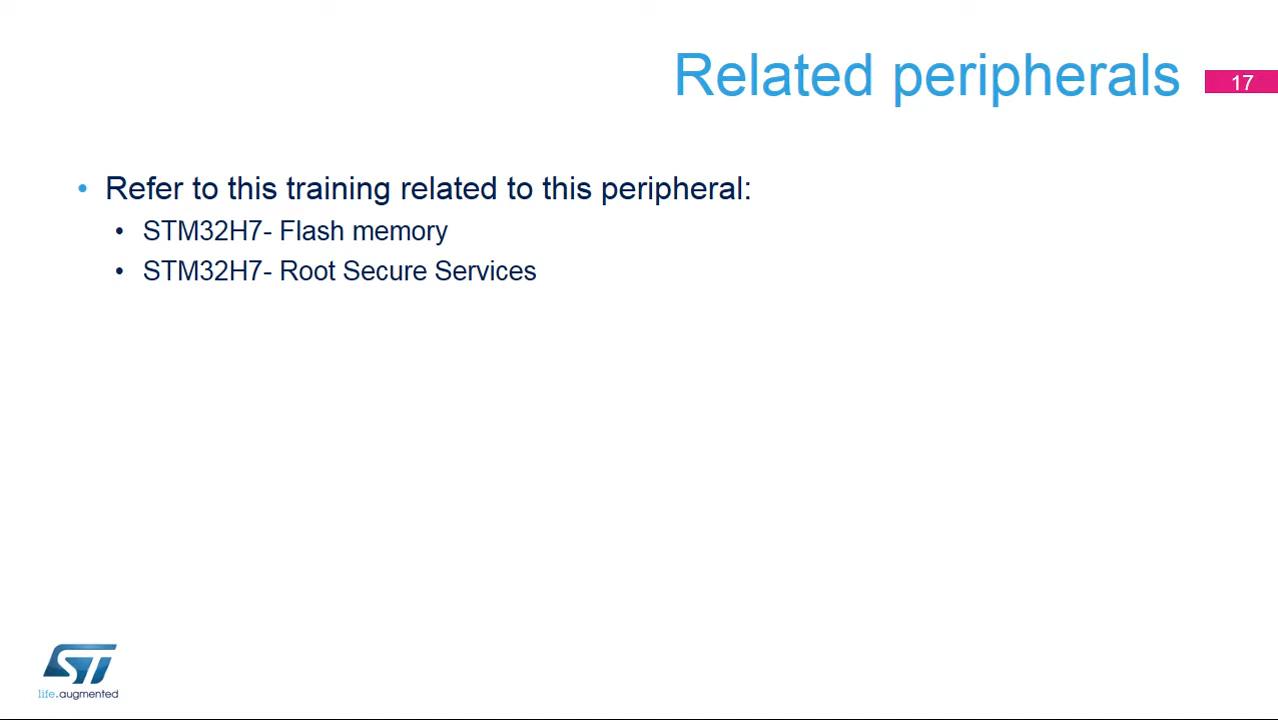 Related peripherals
17
• Refer to this training related to this peripheral:
• STM32H7- Flash memory
• STM32H7- Root Secure Services
ST
life.augmented